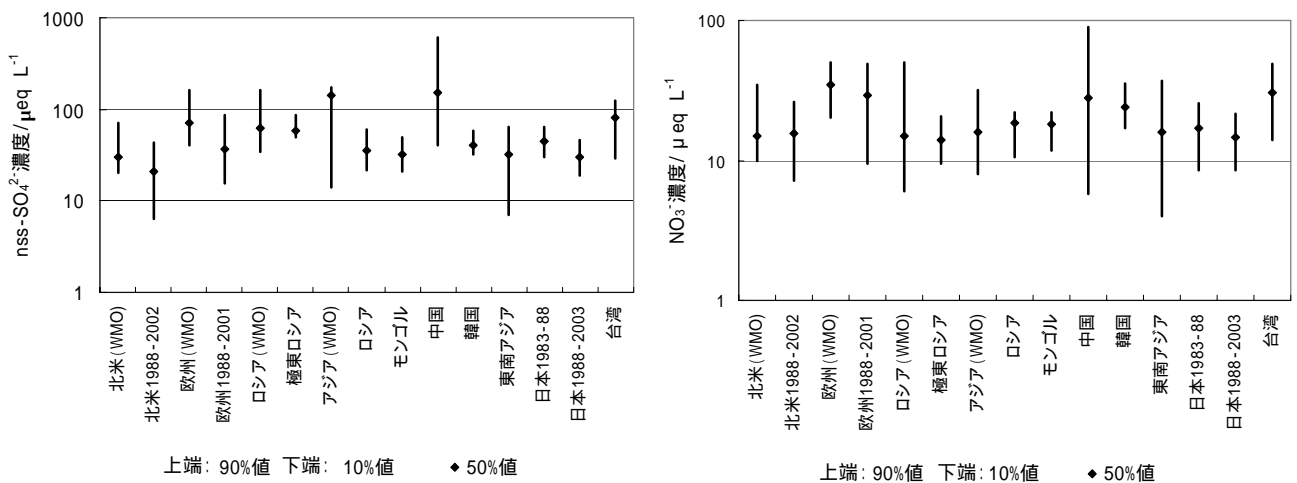 nss-SO₄²⁻濃度/μeq L⁻¹
1000
100
10
1
北米(WMO)
北米1988-2002
欧州(WMO)
欧州1988-2001
ロシア(WMO)
極東ロシア
アジア(WMO)
ロシア
モンゴル
中国
韓国
東南アジア
日本1983-88
日本1988-2003
台湾
上端: 90%値 下端: 10%値 ◆50%値
NO₃⁻濃度/μeq L⁻¹
100
10
1
北米(WMO)
北米1988-2002
欧州(WMO)
欧州1988-2001
ロシア(WMO)
極東ロシア
アジア(WMO)
ロシア
モンゴル
中国
韓国
東南アジア
日本1983-88
日本1988-2003
台湾
上端: 90%値 下端: 10%値 ◆50%値